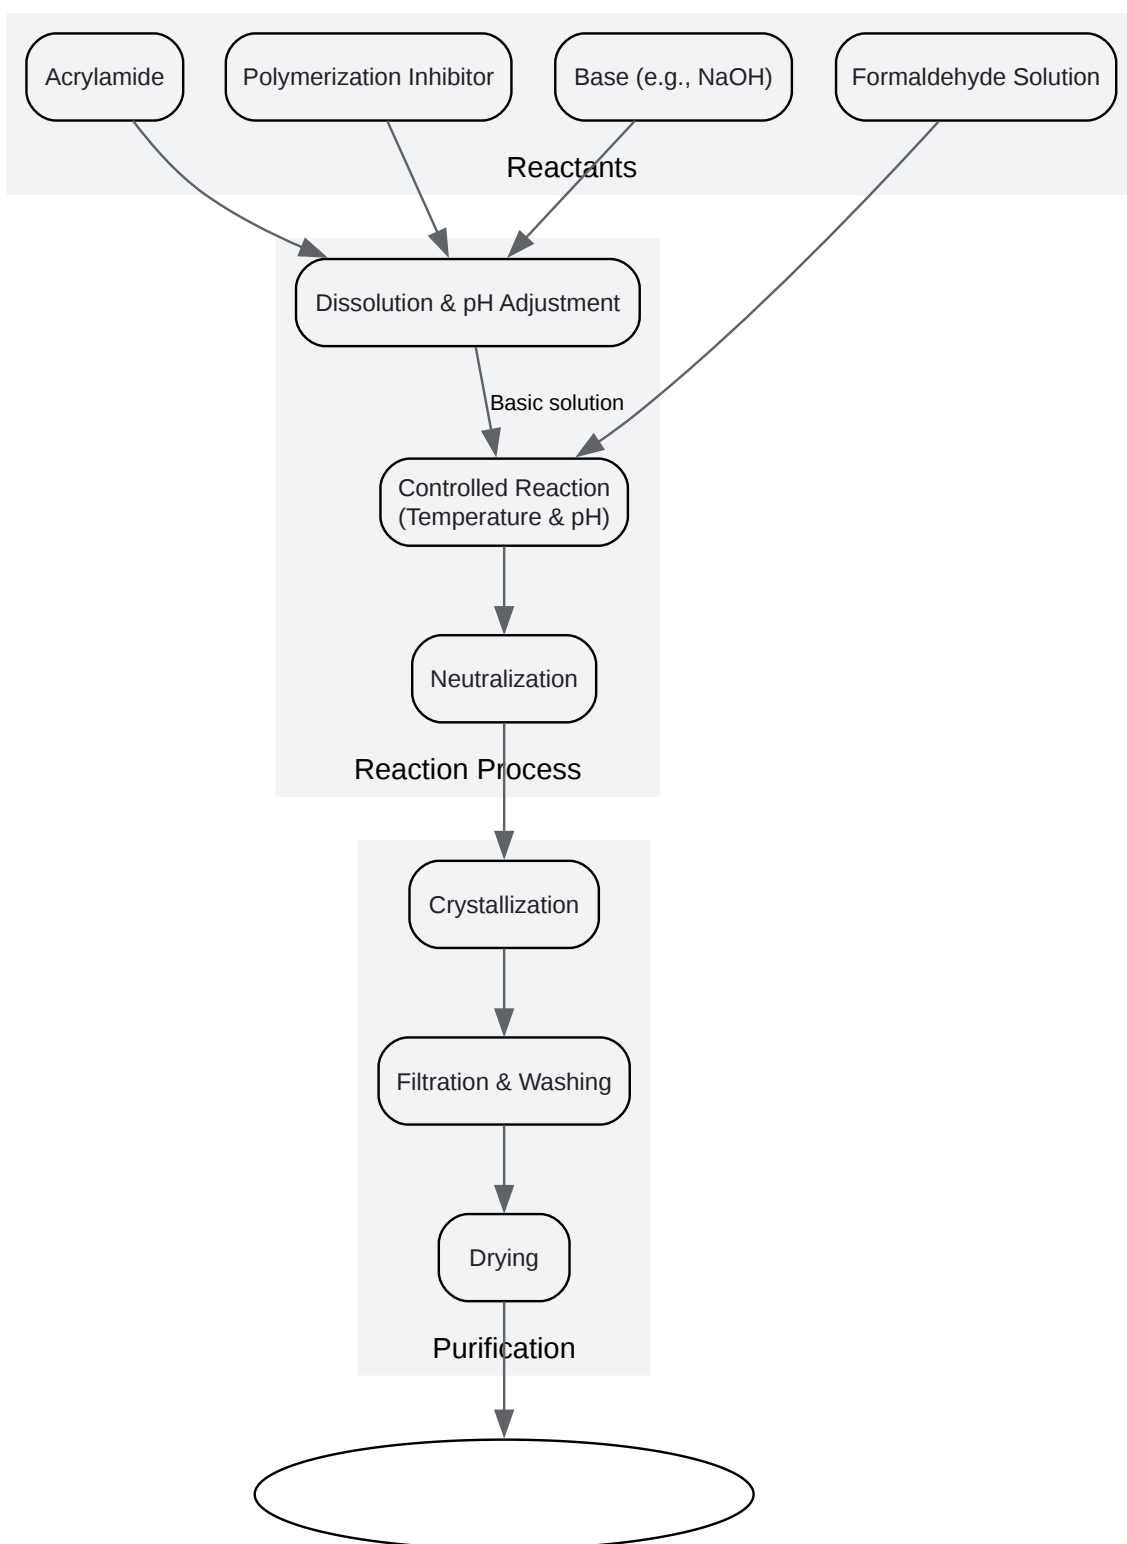 Acrylamide
Polymerization Inhibitor
Base (e.g., NaOH)
Formaldehyde Solution
Reactants
Dissolution & pH Adjustment
Basic solution
Controlled Reaction
(Temperature & pH)
Neutralization
Reaction Process
Crystallization
Filtration & Washing
Drying
Purification